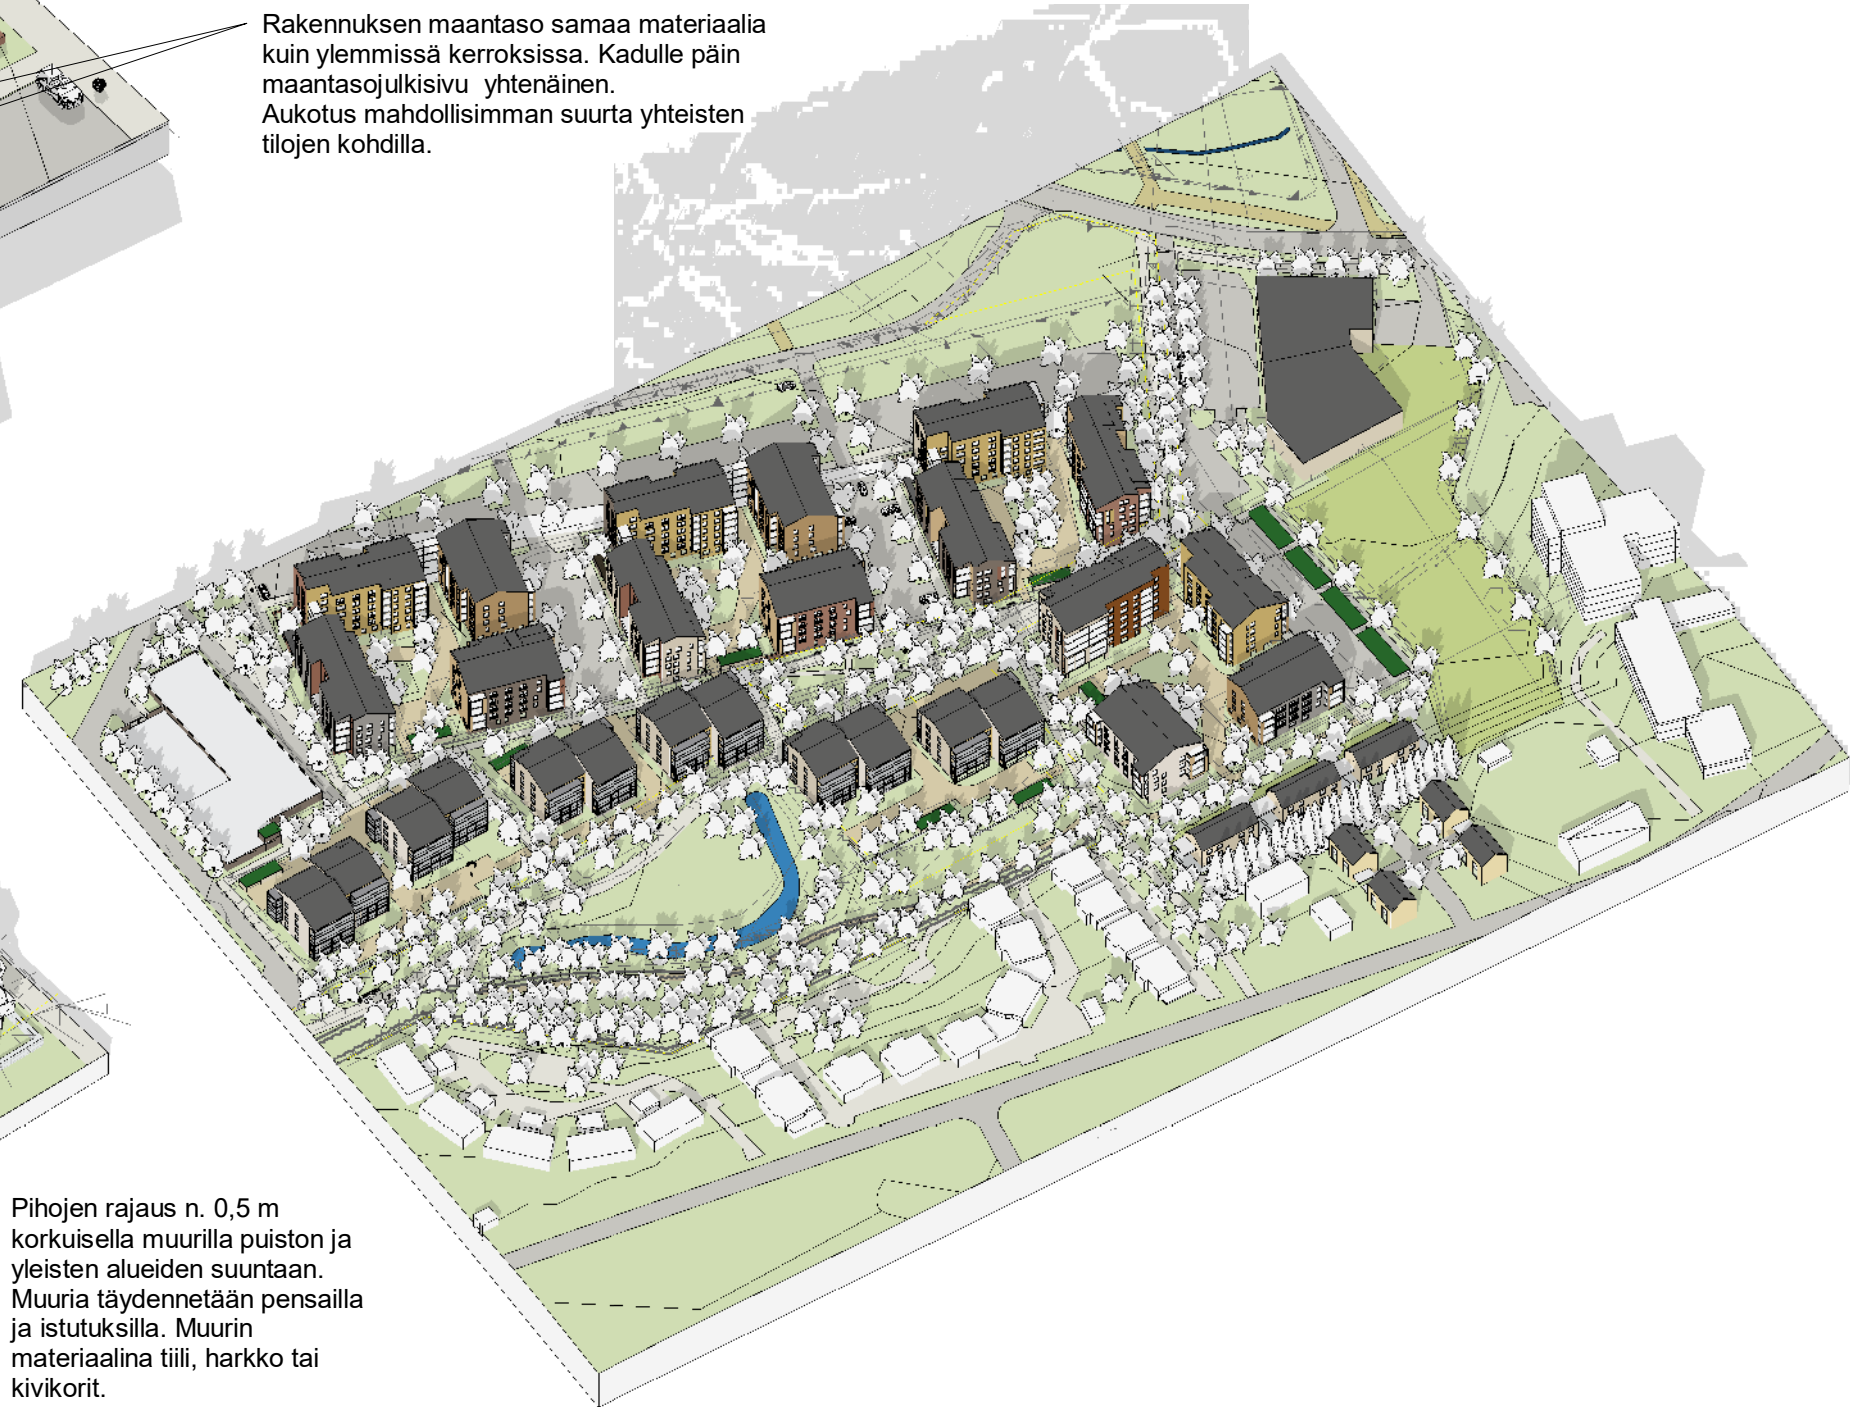 Rakennuksen maantaso samaa materiaalia
kuin ylemmissä kerroksissa. Kadulle päin
maantasojulkisivu yhtenäinen.
Aukotus mahdollisimman suurta yhteisten
tilojen kohdilla.
Pihojen rajaus n. 0,5 m
korkuisella muurilla puiston ja
yleisten alueiden suuntaan.
Muuria täydennetään pensailla
ja istutuksilla. Muurin
materiaalina tiili, harkko tai
kivikorit.